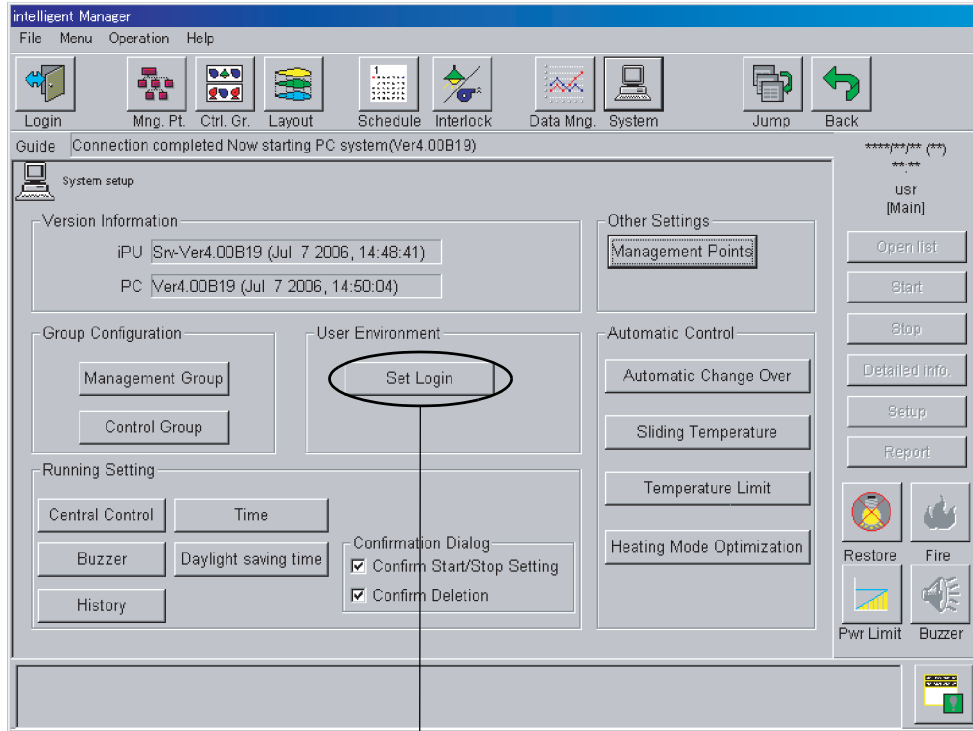 intelligent Manager
File Menu Operation Help
1
Login Mng. Pt. Ctrl. Gr. Layout Schedule Interlock Data Mng. System Jump Back
Guide Connection completed Now starting PC system(Ver4.00B19)
****/**/** (**)
**:**
usr
[Main]
System setup
Version Information
iPU Srv-Ver4.00B19 (Jul 7 2006, 14:48:41)
PC Ver4.00B19 (Jul 7 2006, 14:50:04)
Other Settings
Management Points
Group Configuration
Management Group
Control Group
User Environment
Set Login
Automatic Control
Automatic Change Over
Sliding Temperature
Temperature Limit
Heating Mode Optimization
Running Setting
Central Control
Time
Buzzer
Daylight saving time
History
Confirmation Dialog
Confirm Start/Stop Setting
Confirm Deletion
Open list
Start
Stop
Detailed info.
Setup
Report
Restore Fire
Pwr Limit Buzzer